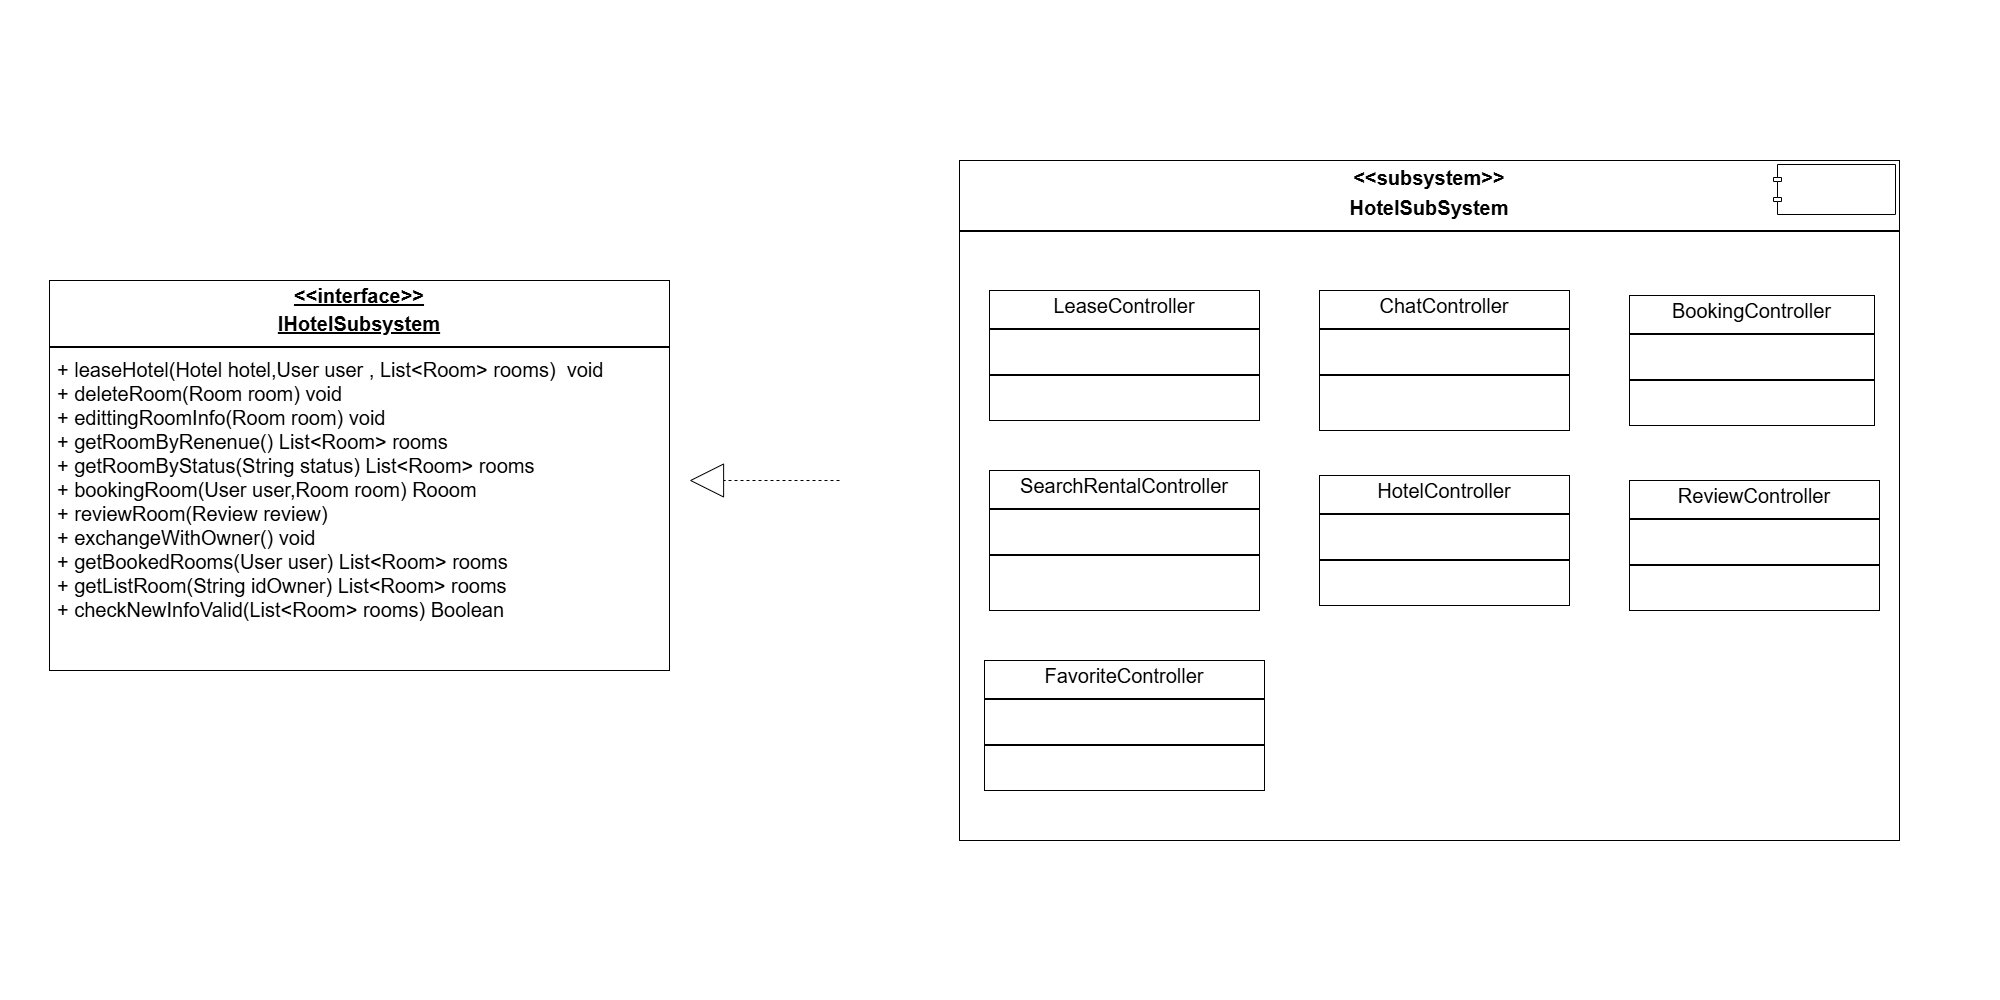 <<interface>>
IHotelSubsystem
+ leaseHotel(Hotel hotel,User user , List<Room> rooms)  void
+ deleteRoom(Room room) void
+ edittingRoomInfo(Room room) void
+ getRoomByRenenue() List<Room> rooms
+ getRoomByStatus(String status) List<Room> rooms
+ bookingRoom(User user,Room room) Rooom
+ reviewRoom(Review review)
+ exchangeWithOwner() void
+ getBookedRooms(User user) List<Room> rooms
+ getListRoom(String idOwner) List<Room> rooms
+ checkNewInfoValid(List<Room> rooms) Boolean
<<subsystem>>
HotelSubSystem
LeaseController
ChatController
BookingController
SearchRentalController
HotelController
ReviewController
FavoriteController